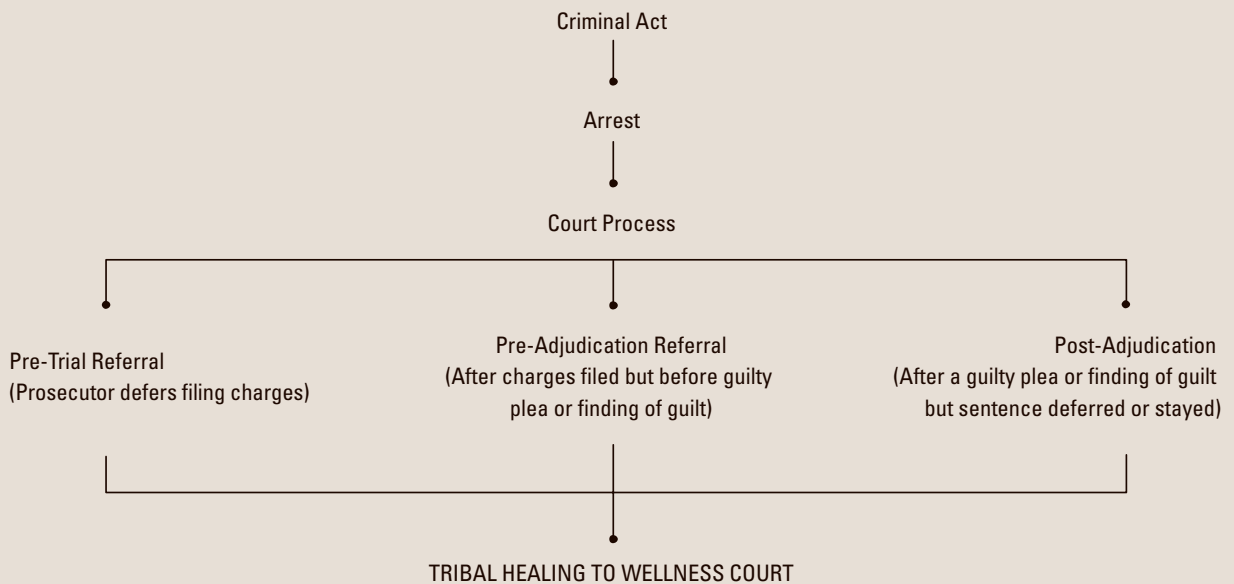 Criminal Act
Arrest
Court Process
Pre-Trial Referral
(Prosecutor defers filing charges)
Pre-Adjudication Referral
(After charges filed but before guilty
plea or finding of guilt)
Post-Adjudication
(After a guilty plea or finding of guilt
but sentence deferred or stayed)
TRIBAL HEALING TO WELLNESS COURT